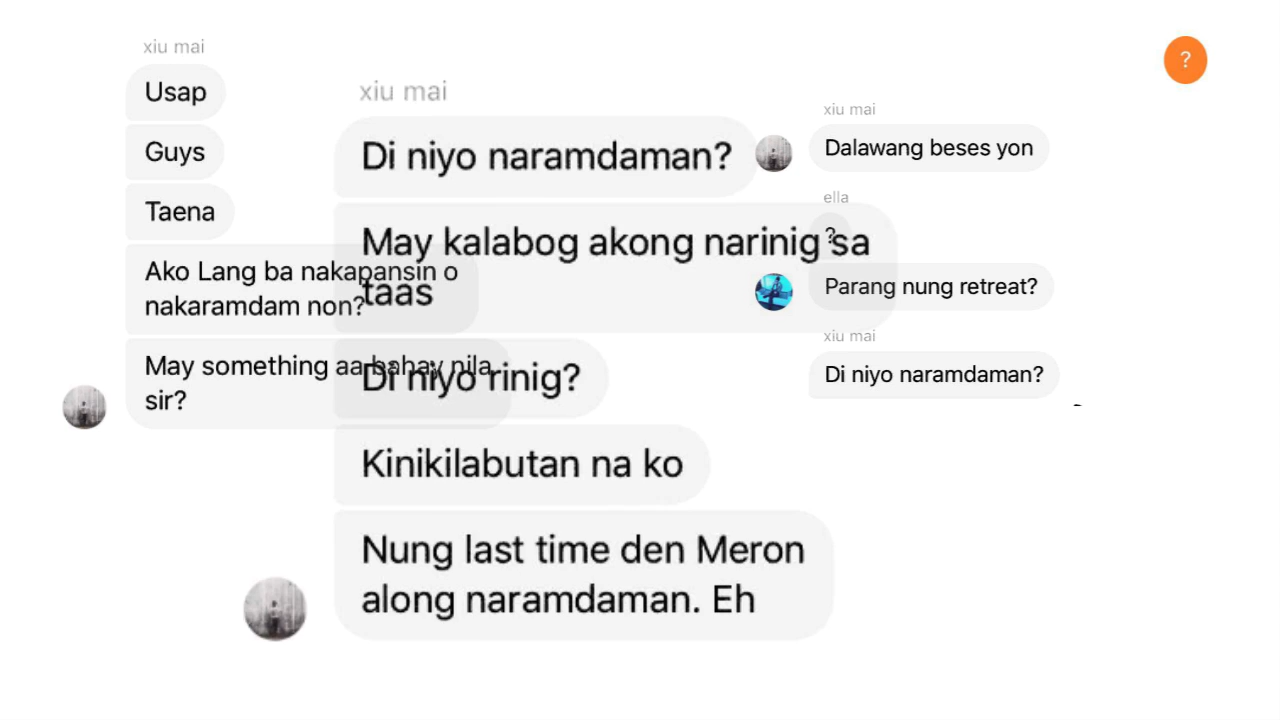 xiu mai
Usap
Guys
Taena
Ako Lang ba nakapansin o
nakaramdam non?
May something aa bahay nila
sir?
xiu mai
Di niyo naramdaman?
May kalabog akong narinig sa
taas
Di niyo rinig?
Kinikilabutan na ko
Nung last time den Meron
along naramdaman. Eh
?
xiu mai
Dalawang beses yon
ella
?
Parang nung retreat?
xiu mai
Di niyo naramdaman?